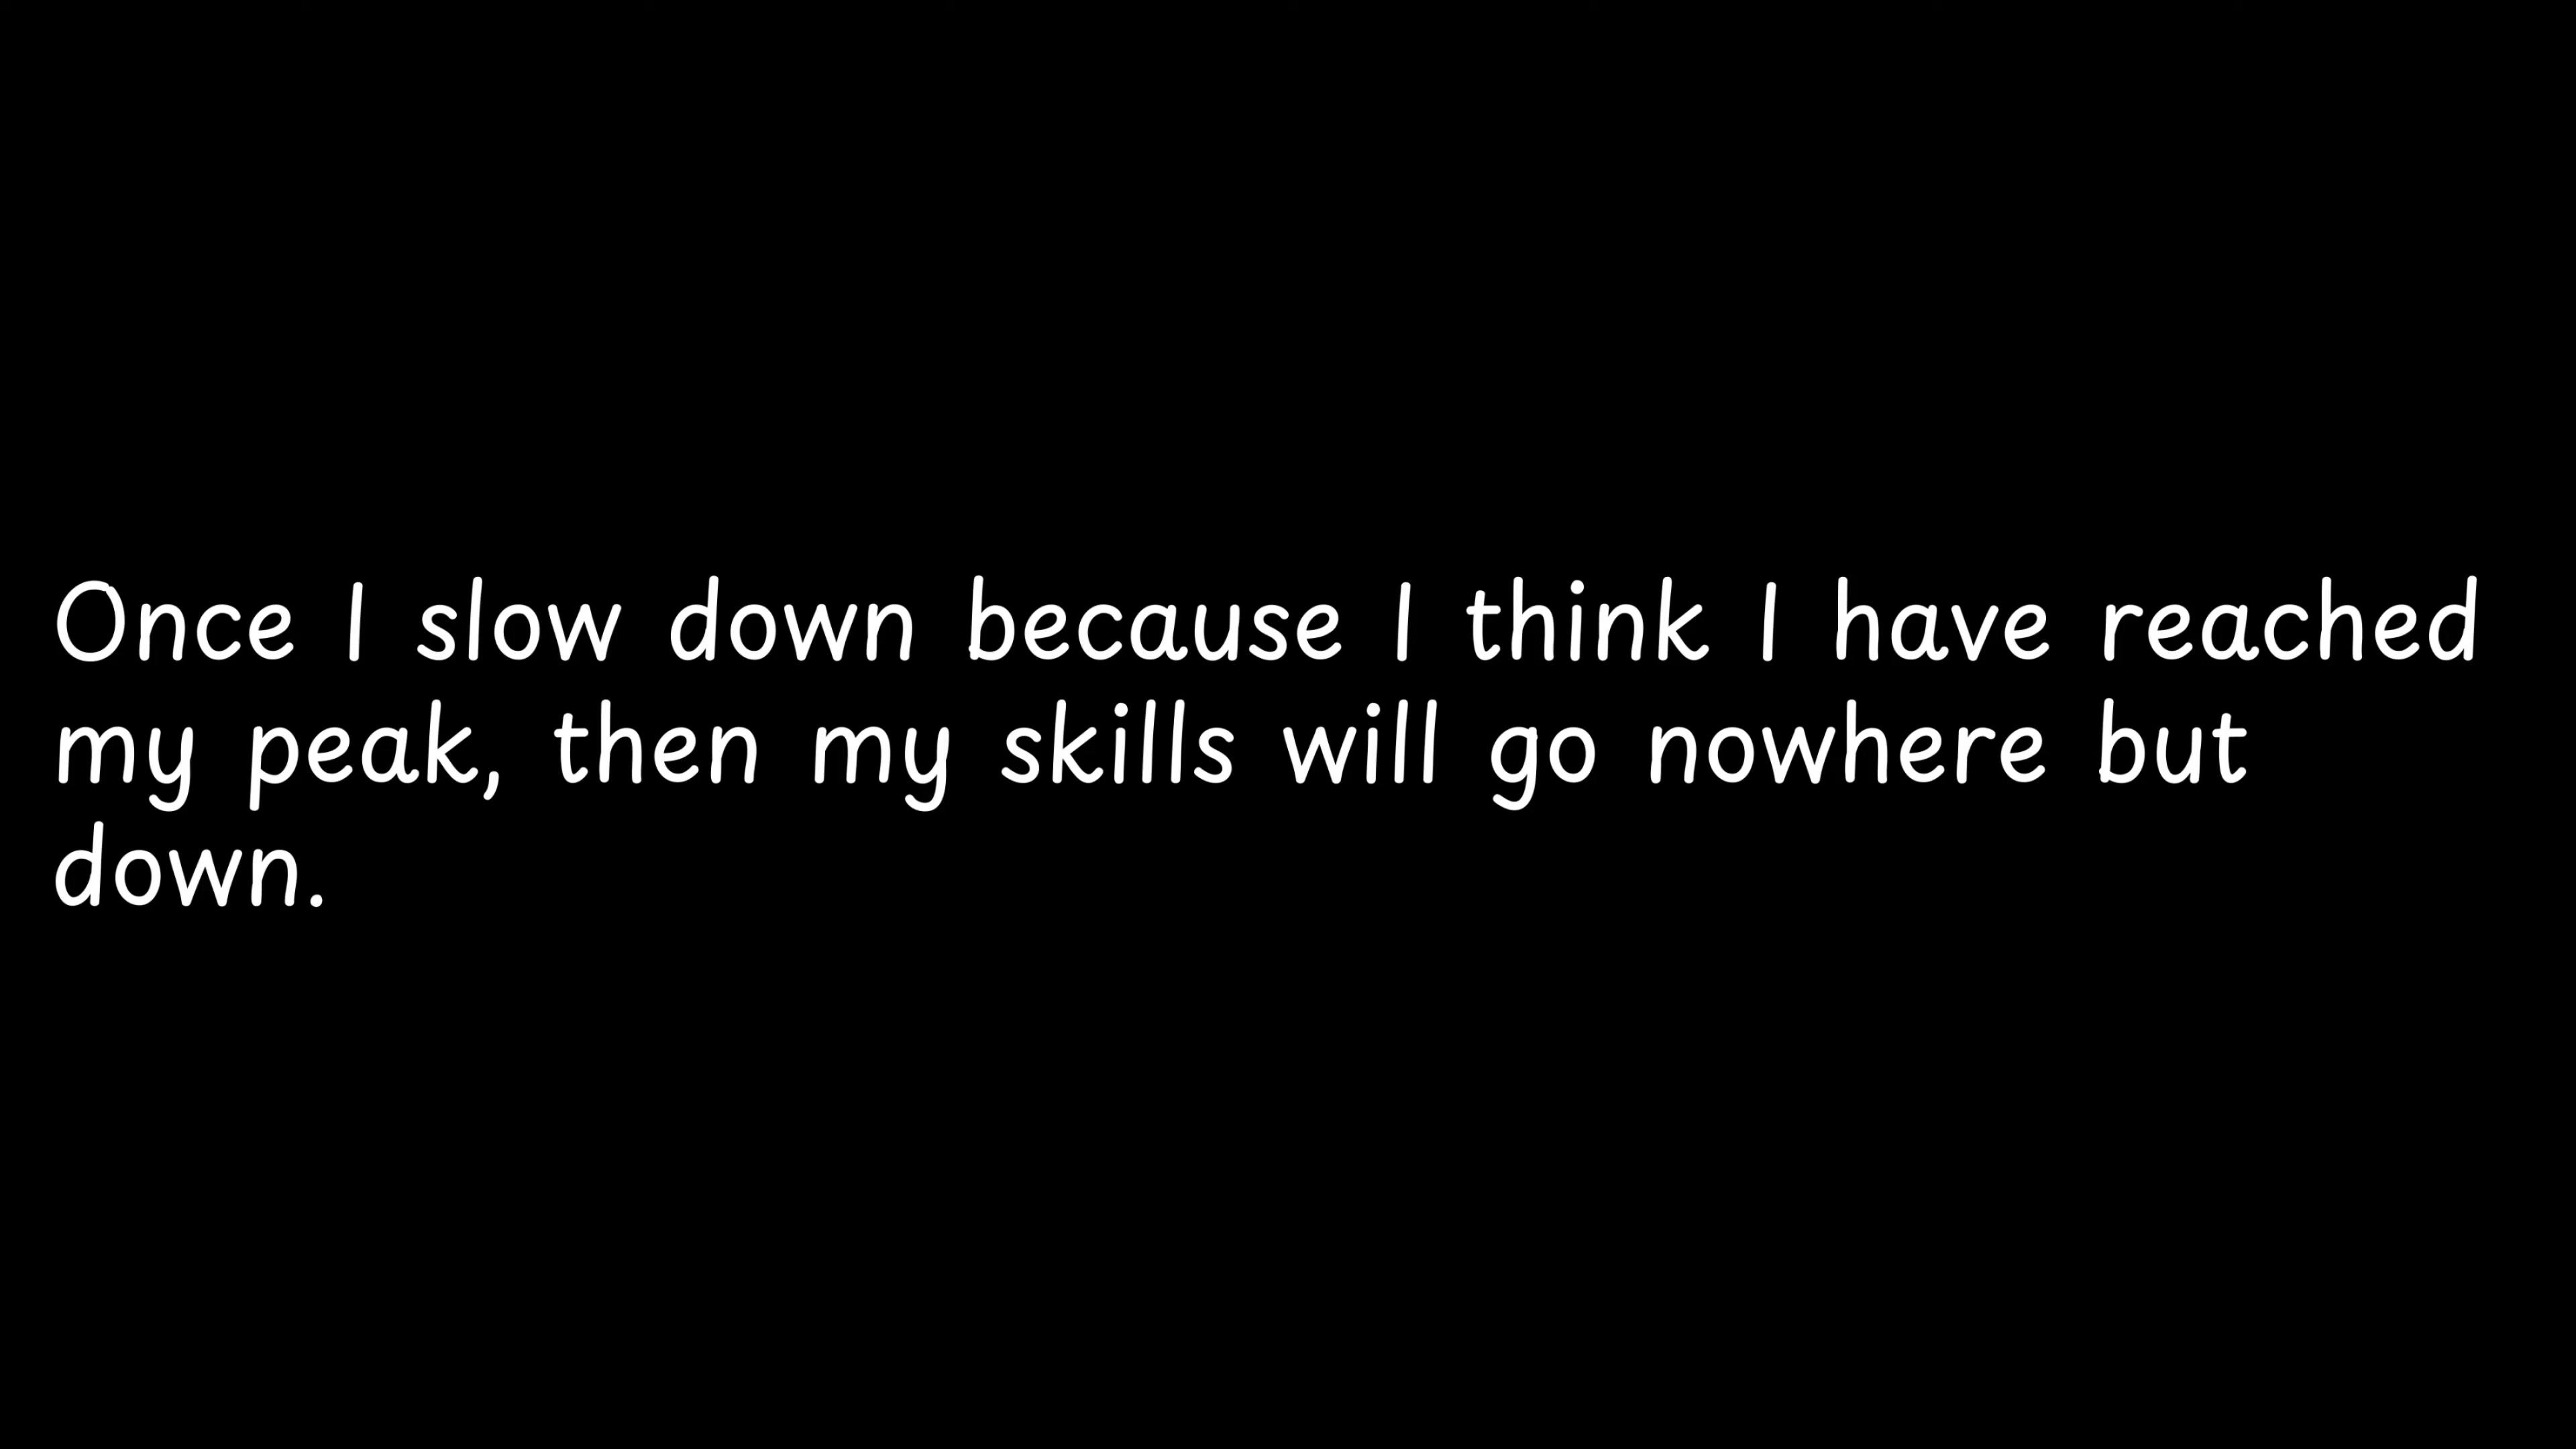 Once I slow down because I think I have reached
my peak, then my skills will go nowhere but
down.